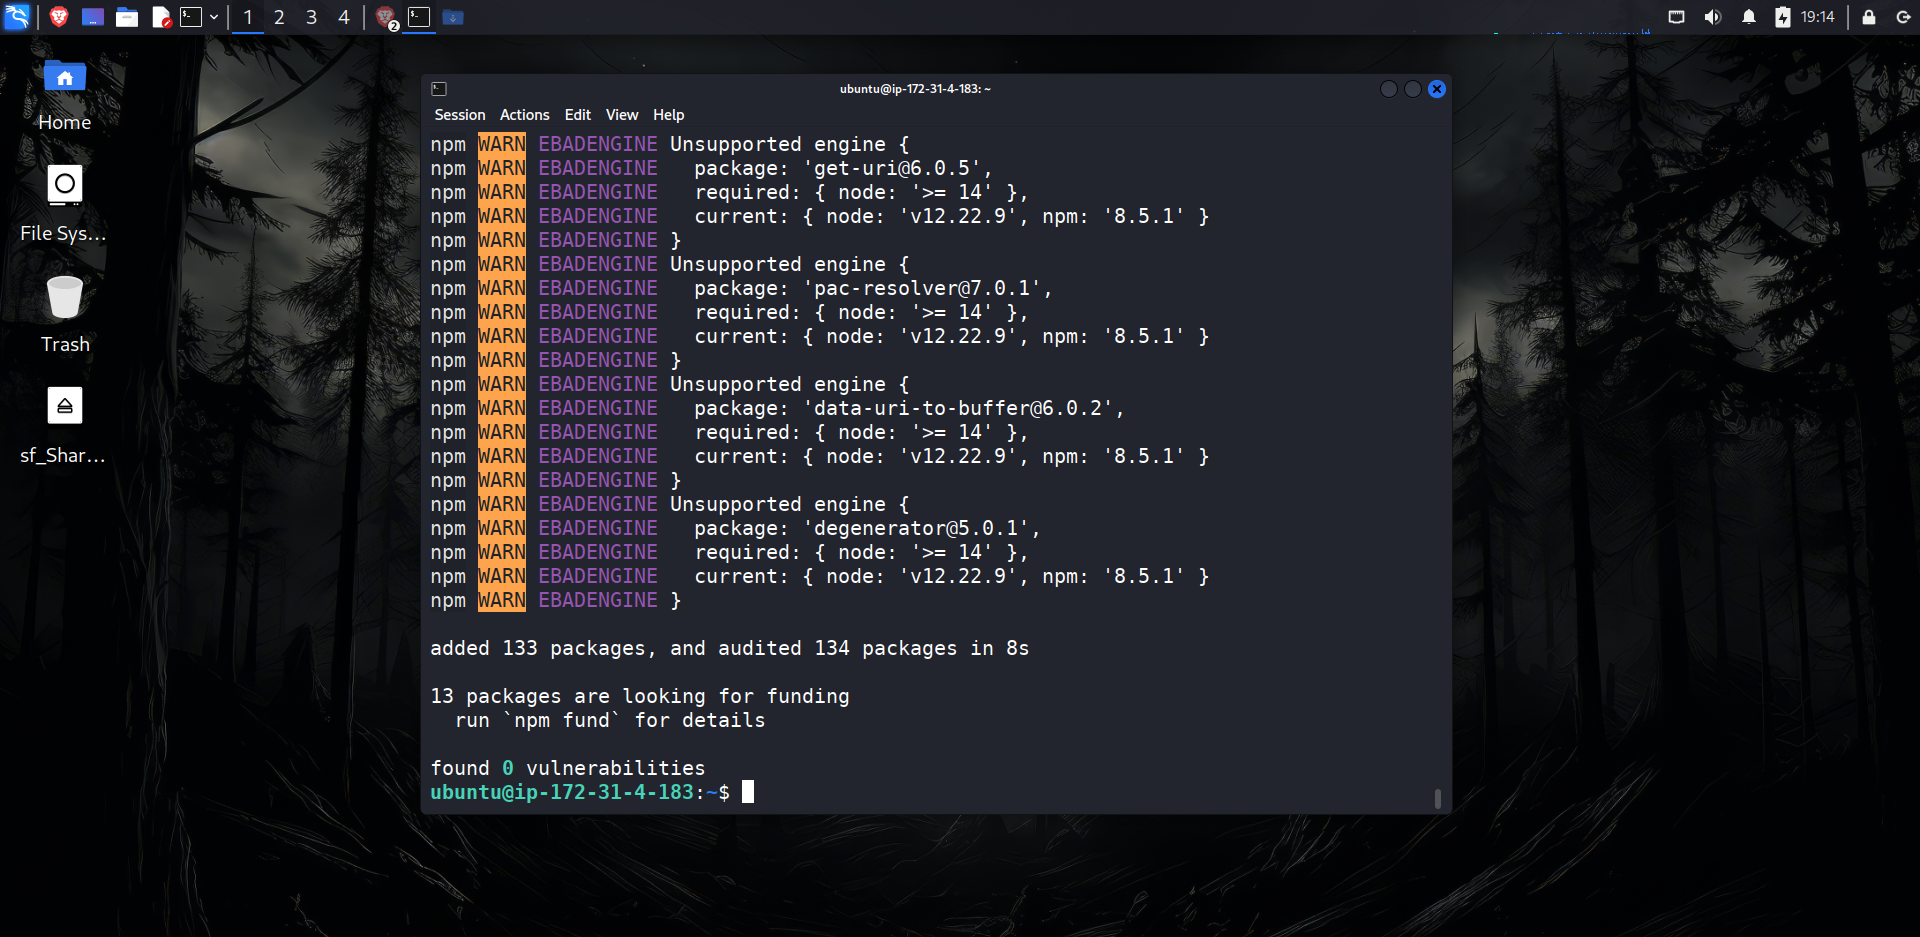 1 2 3 4
2
19:14
Home
File Sys...
Trash
sf_Shar...
ubuntu@ip-172-31-4-183: ~
Session Actions Edit View Help
npm WARN EBADENGINE Unsupported engine {
npm WARN EBADENGINE   package: 'get-uri@6.0.5',
npm WARN EBADENGINE   required: { node: '>= 14' },
npm WARN EBADENGINE   current: { node: 'v12.22.9', npm: '8.5.1' }
npm WARN EBADENGINE }
npm WARN EBADENGINE Unsupported engine {
npm WARN EBADENGINE   package: 'pac-resolver@7.0.1',
npm WARN EBADENGINE   required: { node: '>= 14' },
npm WARN EBADENGINE   current: { node: 'v12.22.9', npm: '8.5.1' }
npm WARN EBADENGINE }
npm WARN EBADENGINE Unsupported engine {
npm WARN EBADENGINE   package: 'data-uri-to-buffer@6.0.2',
npm WARN EBADENGINE   required: { node: '>= 14' },
npm WARN EBADENGINE   current: { node: 'v12.22.9', npm: '8.5.1' }
npm WARN EBADENGINE }
npm WARN EBADENGINE Unsupported engine {
npm WARN EBADENGINE   package: 'degenerator@5.0.1',
npm WARN EBADENGINE   required: { node: '>= 14' },
npm WARN EBADENGINE   current: { node: 'v12.22.9', npm: '8.5.1' }
npm WARN EBADENGINE }
added 133 packages, and audited 134 packages in 8s
13 packages are looking for funding
  run `npm fund` for details
found 0 vulnerabilities
ubuntu@ip-172-31-4-183:~$